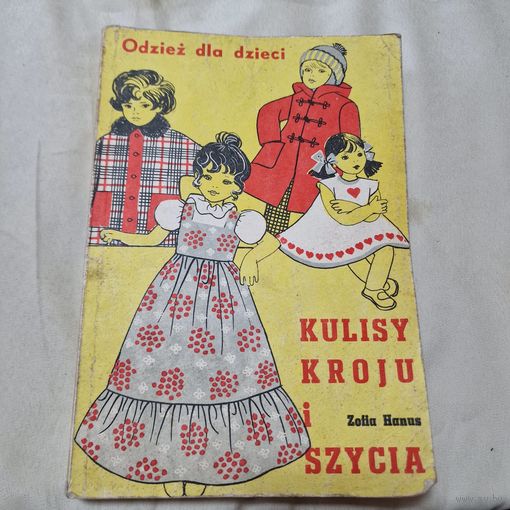 Odzież dla dzieci
KULISY
KROJU
i
Zofia Hanus
SZYCIA